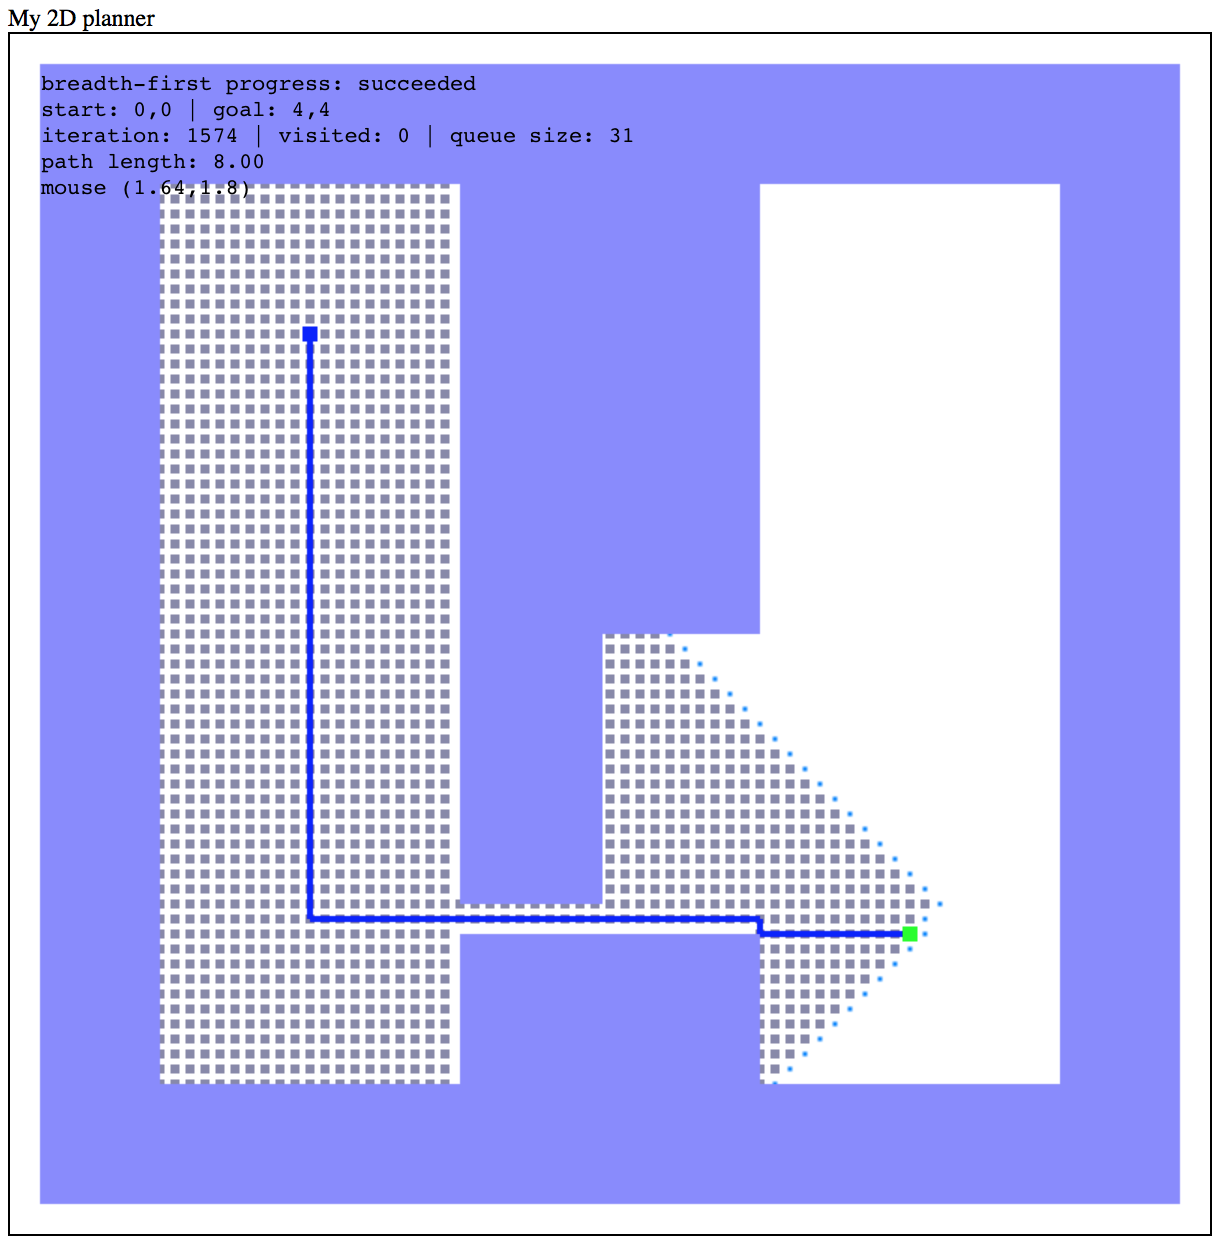 My 2D planner
breadth-first progress: succeeded
start: 0,0 | goal: 4,4
iteration: 1574 | visited: 0 | queue size: 31
path length: 8.00
mouse (1.64,1.8)